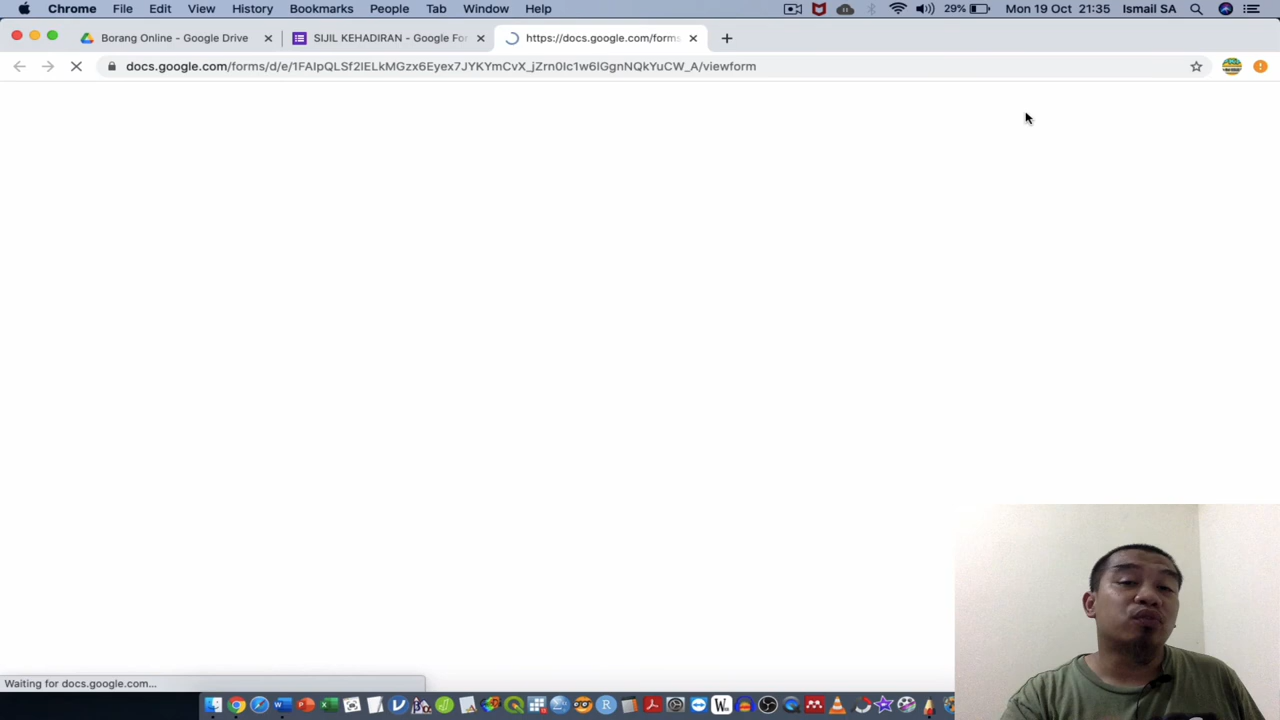 Chrome File Edit View History Bookmarks People Tab Window Help 29% Mon 19 Oct 21:35 Ismail SA
Borang Online - Google Drive SIJIL KEHADIRAN - Google For https://docs.google.com/forms
docs.google.com/forms/d/e/1FAIpQLSf2IELkMGzx6Eyex7JYKYmCvX_jZrn0Ic1w6lGgnNQkYuCW_A/viewform
Waiting for docs.google.com...